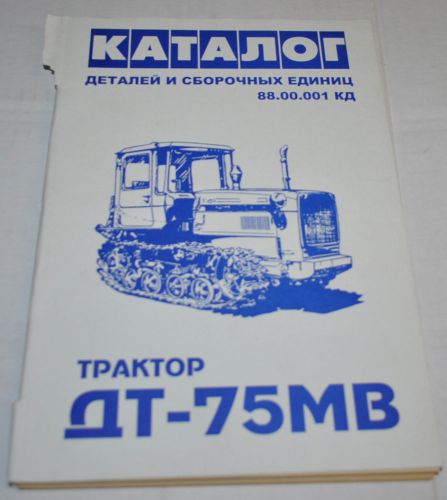 КАТАЛОГ
ДЕТАЛЕЙ И СБОРОЧНЫХ ЕДИНИЦ
88.00.001 КД
ТРАКТОР
ДТ-75МВ